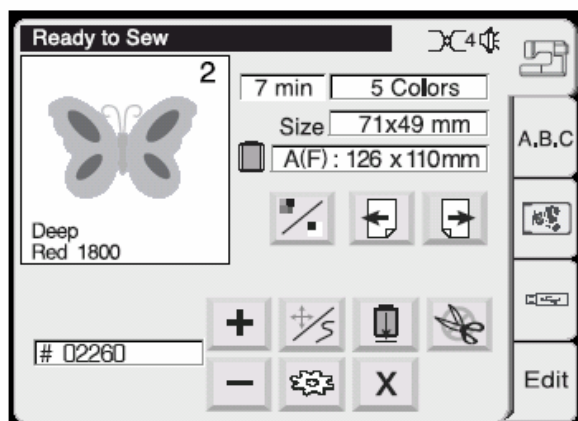 Ready to Sew
4
2
7 min
5 Colors
Size
71x49 mm
A(F) : 126 x 110mm
A.B.C
Deep
Red 1800
# 02260
X
Edit